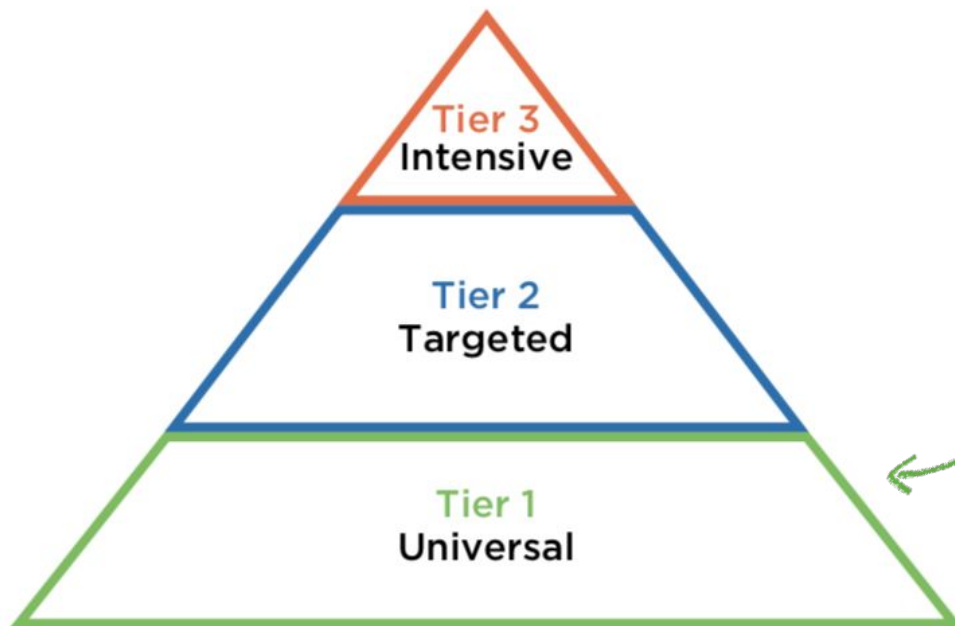 Tier 3
Intensive
Tier 2
Targeted
Tier 1
Universal